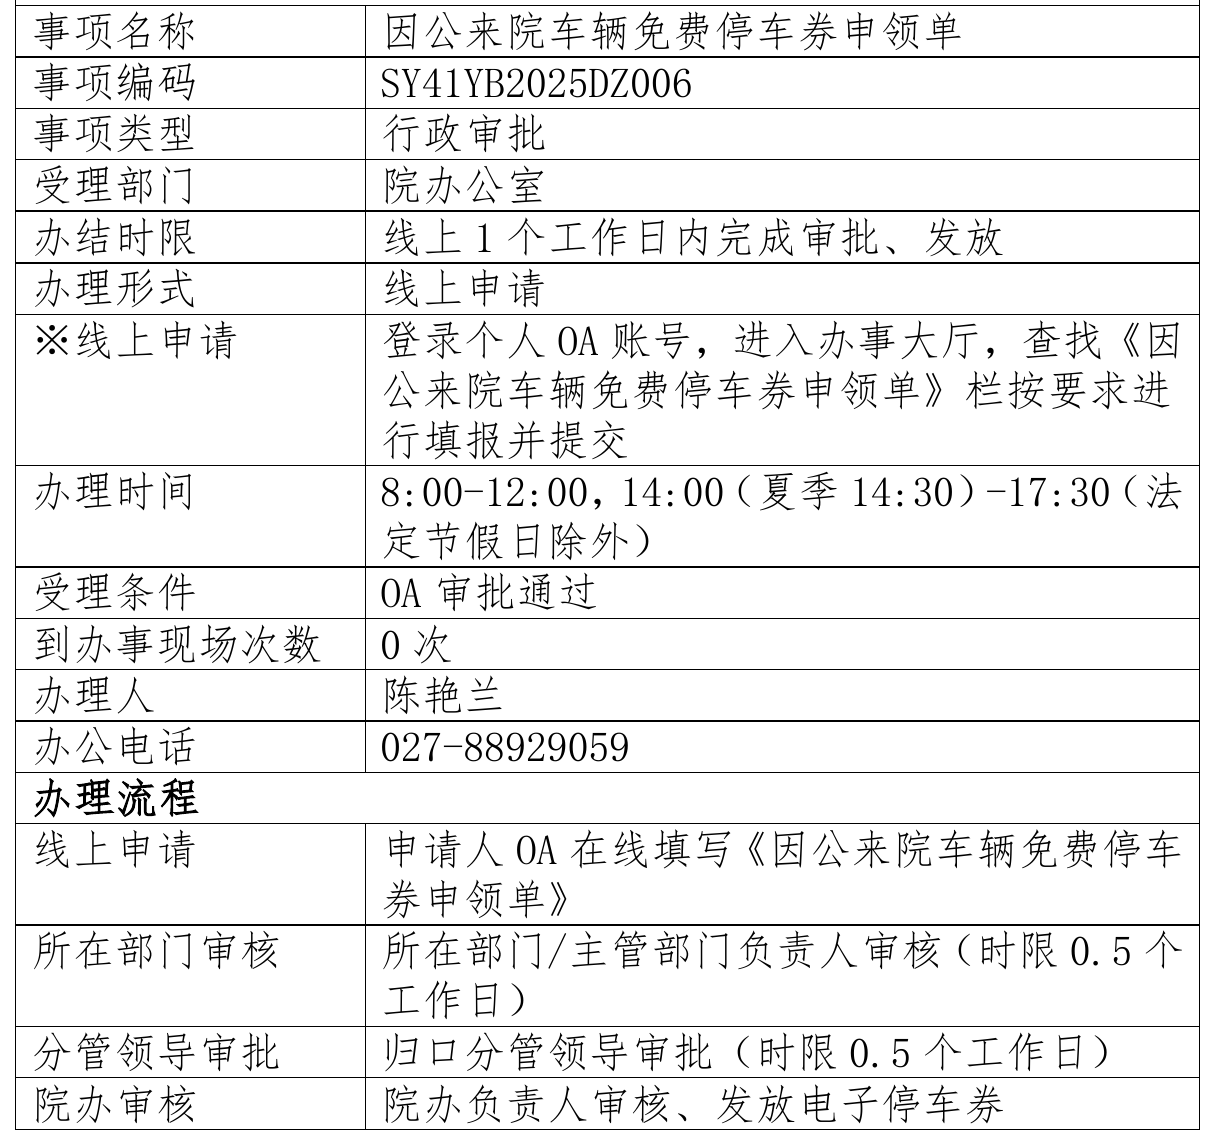 事项名称 因公来院车辆免费停车券申领单
事项编码 SY41YB2025DZ006
事项类型 行政审批
受理部门 院办公室
办结时限 线上1个工作日内完成审批、发放
办理形式 线上申请
※线上申请 登录个人OA账号，进入办事大厅，查找《因
公来院车辆免费停车券申领单》栏按要求进
行填报并提交
办理时间 8:00-12:00，14:00（夏季14:30）-17:30（法
定节假日除外）
受理条件 OA审批通过
到办事现场次数 0次
办理人 陈艳兰
办公电话 027-88929059
办理流程
线上申请 申请人OA在线填写《因公来院车辆免费停车
券申领单》
所在部门审核 所在部门/主管部门负责人审核（时限0.5个
工作日）
分管领导审批 归口分管领导审批（时限0.5个工作日）
院办审核 院办负责人审核、发放电子停车券